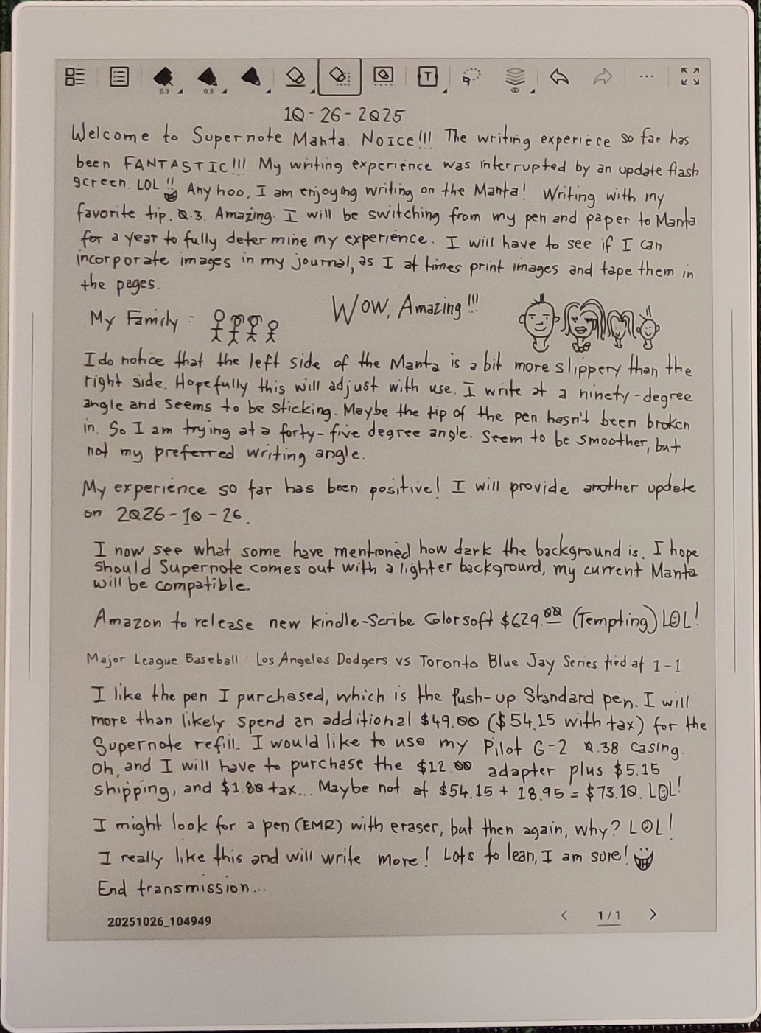 0.3
0.5
T
10-26-2025
Welcome to Supernote Manta. Noice!!! The writing experiece so far has
been FANTASTIC!!! My writing experience was interrupted by an update flash
screen. LOL!! Any hoo, I am enjoying writing on the Manta! Writing with my
favorite tip. 0.3. Amazing. I will be switching from my pen and paper to Manta
for a year to fully determine my experience. I will have to see if I can
incorporate images in my journal, as I at times print images and tape them in
the pages.
My Family:
Wow, Amazing!!!
I do notice that the left side of the Manta is a bit more slippery than the
right side. Hopefully this will adjust with use. I write at a ninety-degree
angle and seems to be sticking. Maybe the tip of the pen hasn't been broken
in. So I am trying at a forty-five degree angle. Seem to be smoother, but
not my preferred writing angle.
My experience so far has been positive! I will provide another update
on 2026-10-26.
I now see what some have mentioned how dark the background is. I hope
should Supernote comes out with a lighter background, my current Manta
will be compatible.
Amazon to release new kindle-Scribe Colorsoft $629.00 (Tempting) LOL!
Major League Baseball: Los Angeles Dodgers vs Toronto Blue Jay Series tied at 1-1
I like the pen I purchased, which is the Push-up Standard pen. I will
more than likely spend an additional $49.00 ($54.15 with tax) for the
Supernote refill. I would like to use my Pilot G-2 0.38 casing.
Oh, and I will have to purchase the $12.00 adapter plus $5.15
shipping, and $1.80 tax... Maybe not at $54.15 + 18.95 = $73.10. LOL!
I might look for a pen (EMR) with eraser, but then again, why? LOL!
I really like this and will write more! Lots to lean, I am sure!
End transmission...
20251026_104949
< 1/1 >